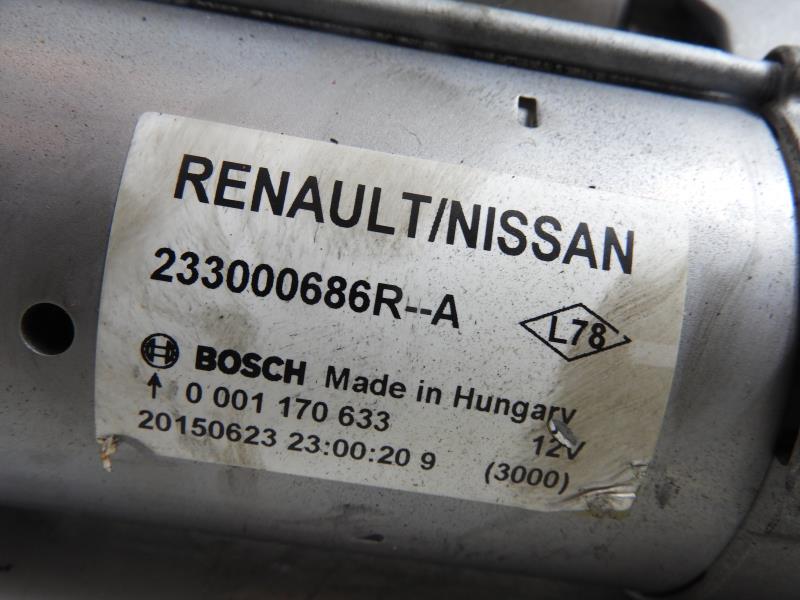 RENAULT/NISSAN
233000686R--A
L78
BOSCH Made in Hungary
↑ 0 001 170 633
12V
20150623 23:00:20 9
(3000)